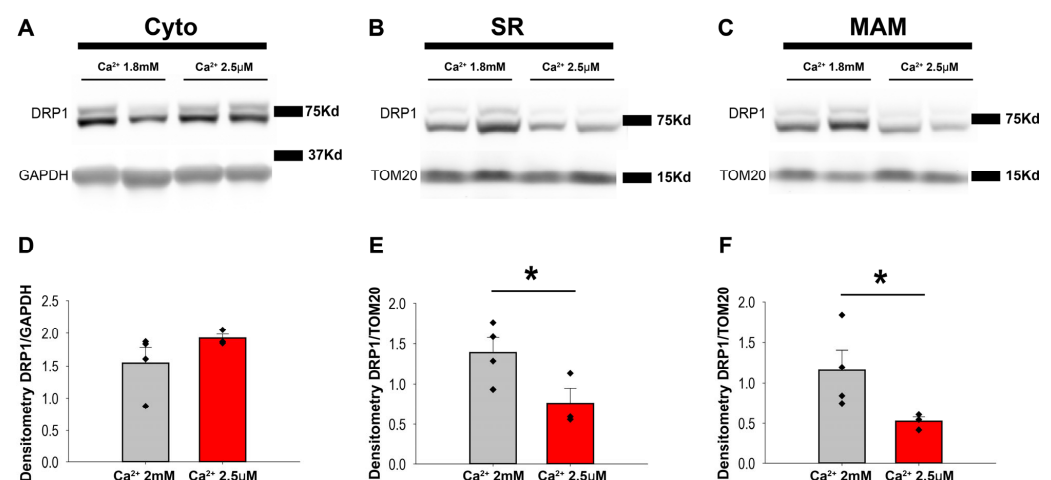 A Cyto
Ca²⁺ 1.8mM Ca²⁺ 2.5µM
DRP1 75Kd
37Kd
GAPDH
B SR
Ca²⁺ 1.8mM Ca²⁺ 2.5µM
DRP1 75Kd
TOM20 15Kd
C MAM
Ca²⁺ 1.8mM Ca²⁺ 2.5µM
DRP1 75Kd
TOM20 15Kd
D
Densitometry DRP1/GAPDH
2.5
2.0
1.5
1.0
0.5
0.0
Ca²⁺ 2mM Ca²⁺ 2.5µM
E
*
Densitometry DRP1/TOM20
2.0
1.5
1.0
0.5
0.0
Ca²⁺ 2mM Ca²⁺ 2.5µM
F
*
Densitometry DRP1/TOM20
2.0
1.5
1.0
0.5
0.0
Ca²⁺ 2mM Ca²⁺ 2.5µM